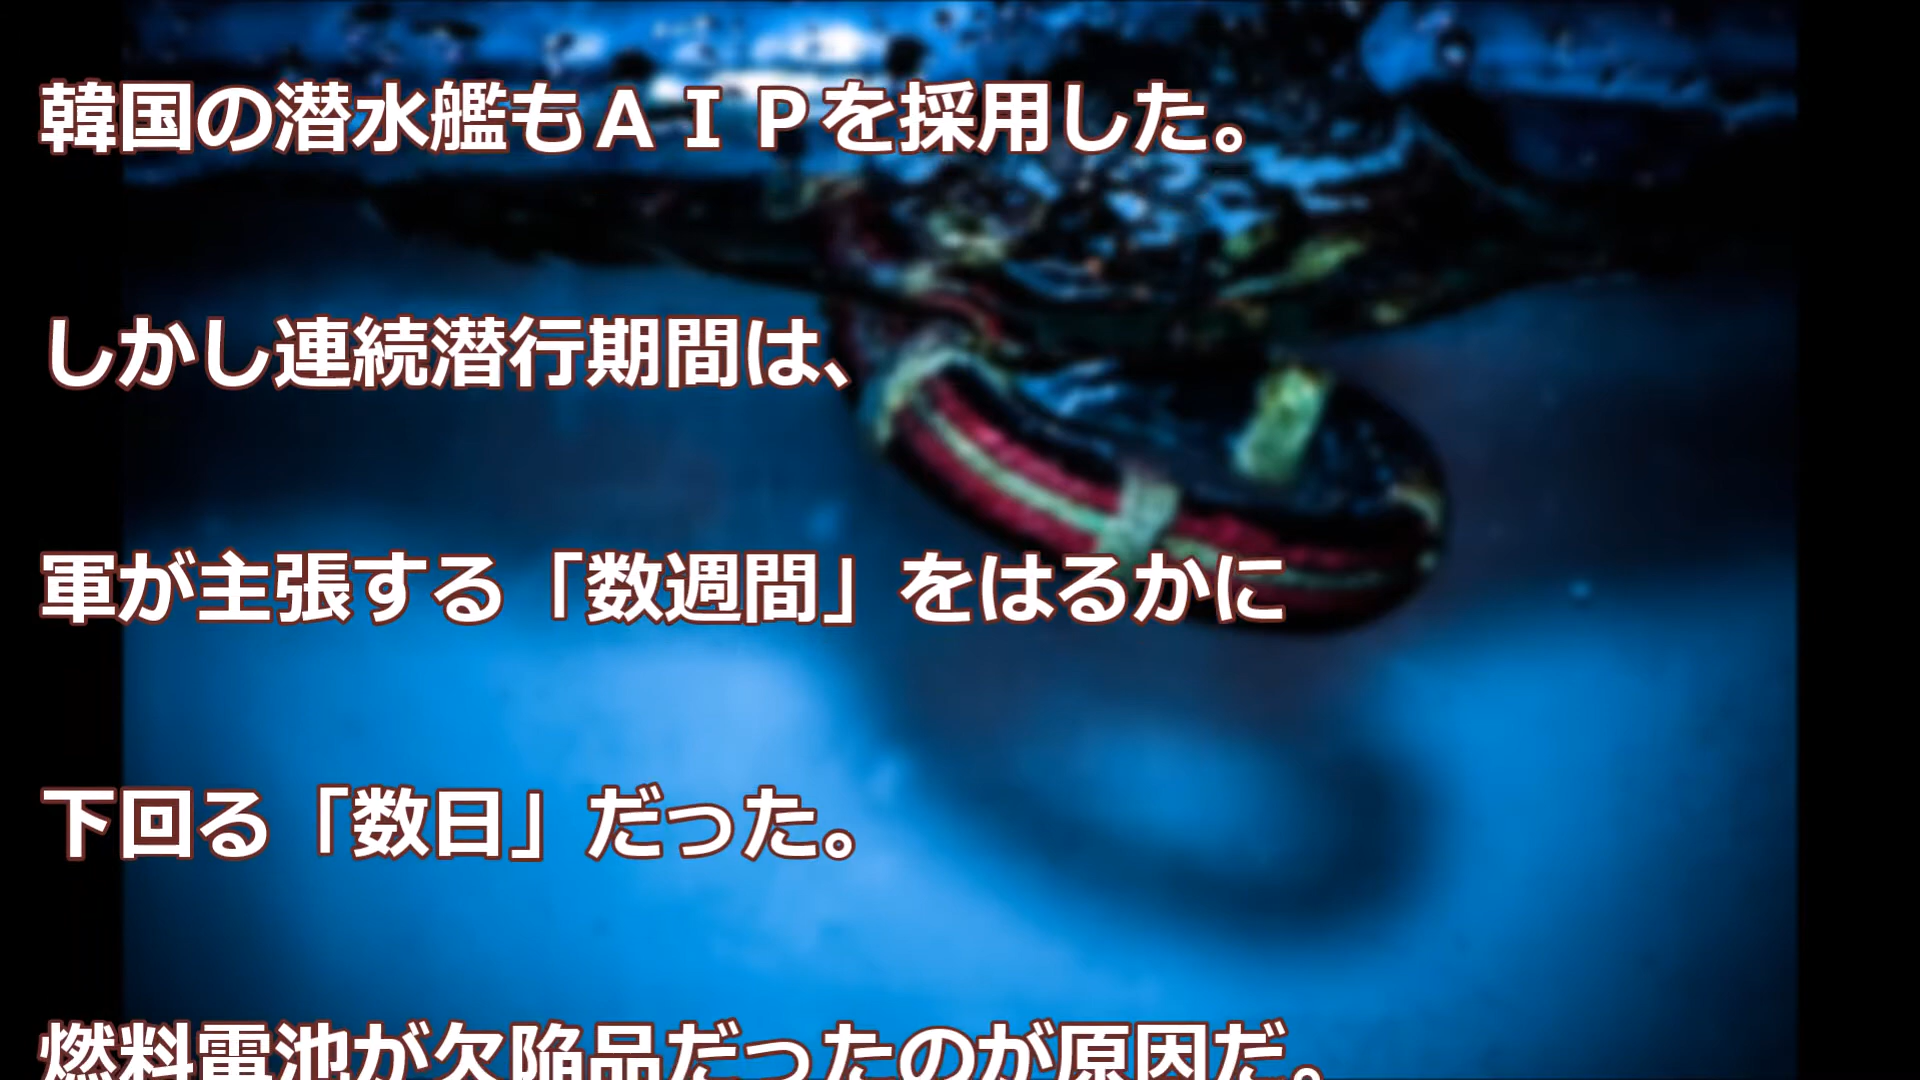 韓国の潜水艦もＡＩＰを採用した。
しかし連続潜行期間は、
軍が主張する「数週間」をはるかに
下回る「数日」だった。
燃料電池が欠陥品だったのが原因だ。